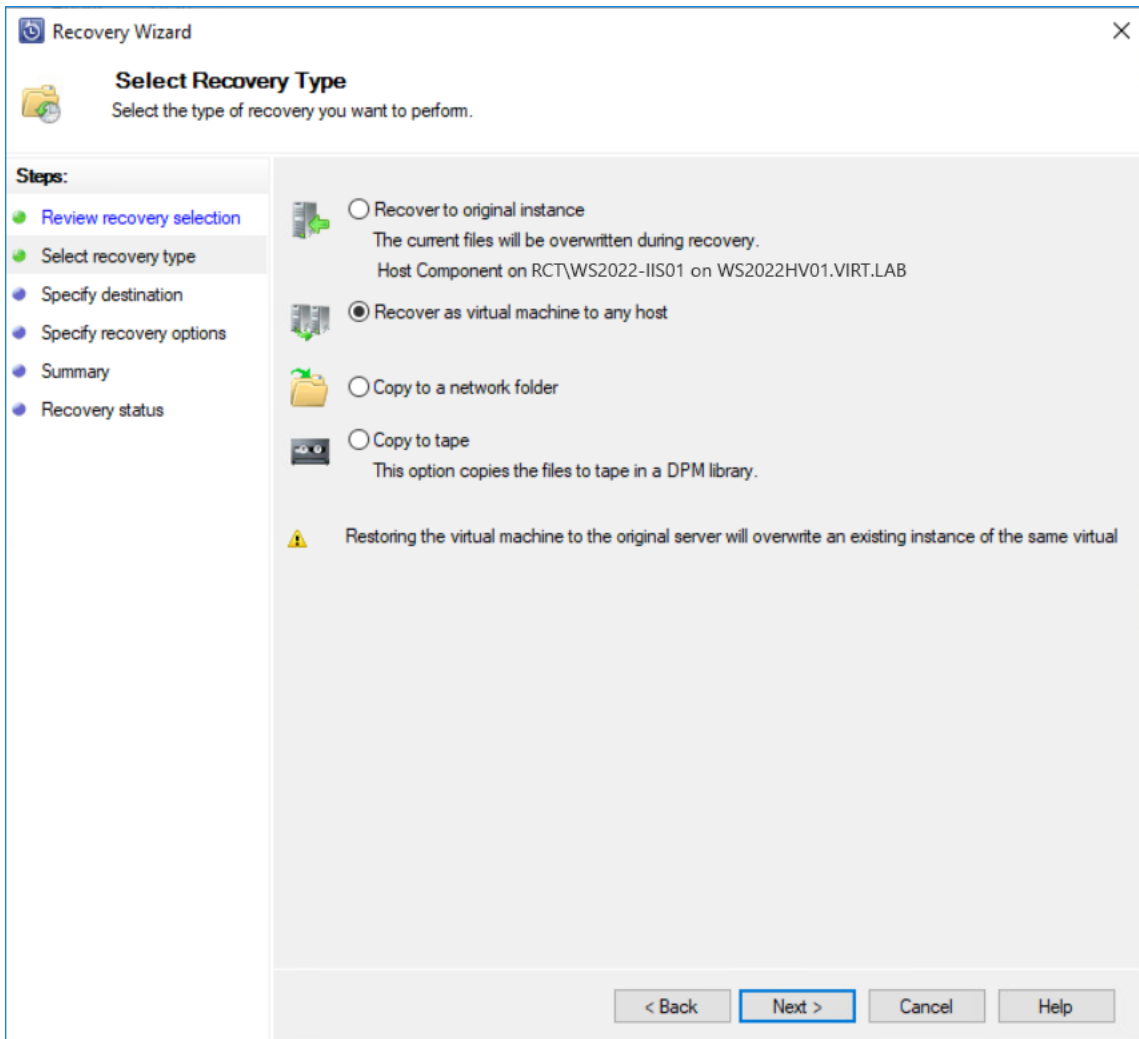 Recovery Wizard
Select Recovery Type
Select the type of recovery you want to perform.
Steps:
Review recovery selection
Select recovery type
Specify destination
Specify recovery options
Summary
Recovery status
Recover to original instance
The current files will be overwritten during recovery.
Host Component on RCT\WS2022-IIS01 on WS2022HV01.VIRT.LAB
Recover as virtual machine to any host
Copy to a network folder
Copy to tape
This option copies the files to tape in a DPM library.
Restoring the virtual machine to the original server will overwrite an existing instance of the same virtual
< Back
Next >
Cancel
Help